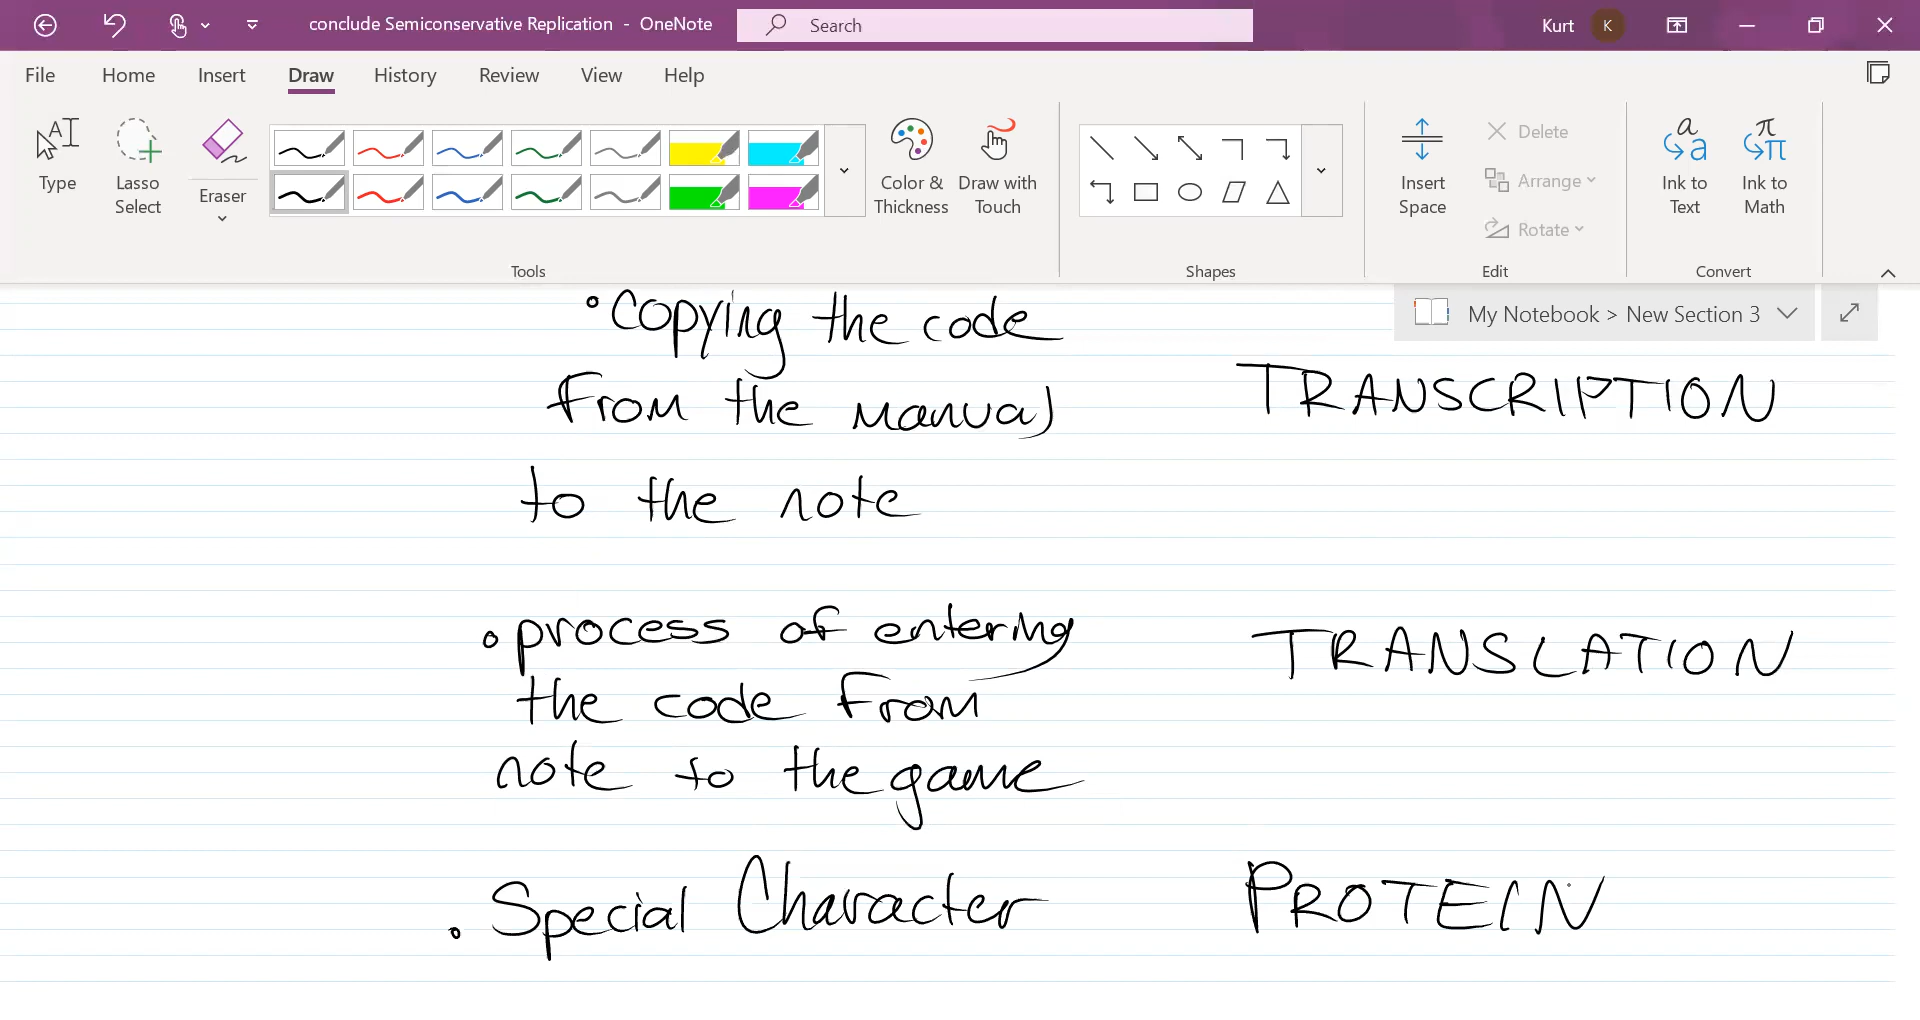 conclude Semiconservative Replication - OneNote
Search
Kurt
K
File Home Insert Draw History Review View Help
Type
Lasso Select
Eraser
Color & Thickness
Draw with Touch
Insert Space
Delete
Arrange
Rotate
Ink to Text
Ink to Math
Tools
Shapes
Edit
Convert
My Notebook > New Section 3
• Copying the code
from the manual
to the note
TRANSCRIPTION
• process of entering
the code from
note to the game
TRANSLATION
• Special Character
PROTEIN